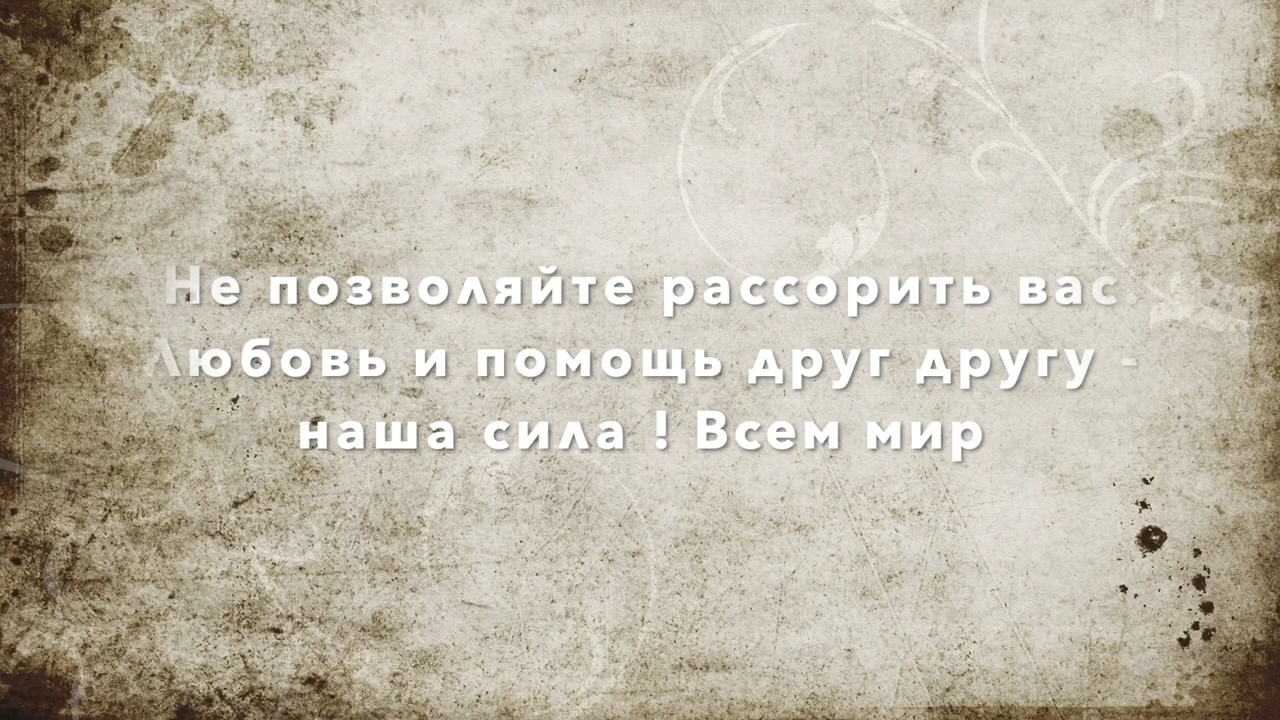 Не позволяйте рассорить вас.
Любовь и помощь друг другу -
наша сила ! Всем мир